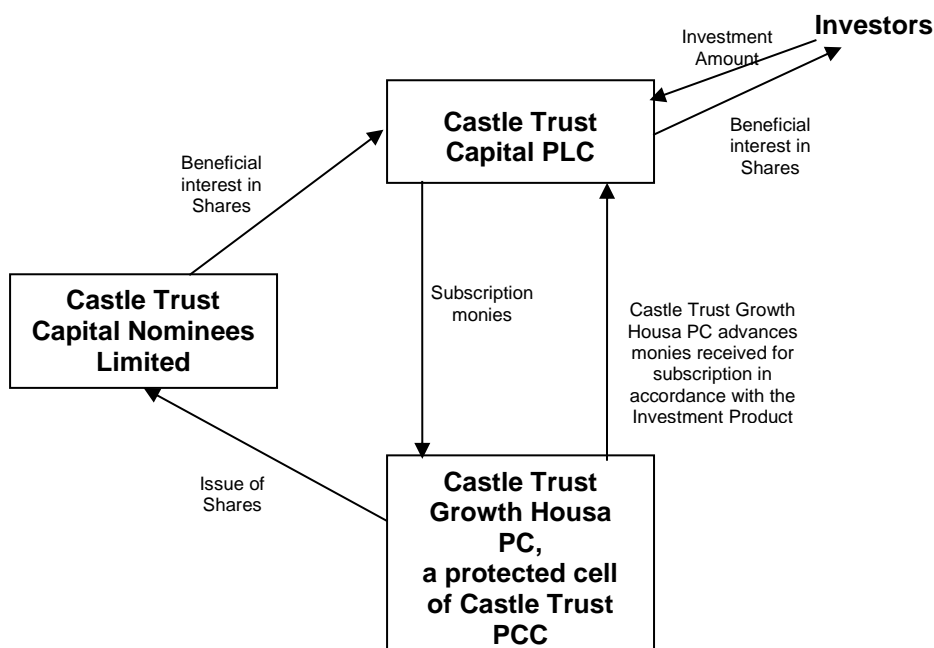 Investors
Investment
Amount
Castle Trust
Capital PLC
Beneficial
interest in
Shares
Beneficial
interest in
Shares
Castle Trust
Capital Nominees
Limited
Subscription
monies
Castle Trust Growth
Housa PC advances
monies received for
subscription in
accordance with the
Investment Product
Issue of
Shares
Castle Trust
Growth Housa
PC,
a protected cell
of Castle Trust
PCC